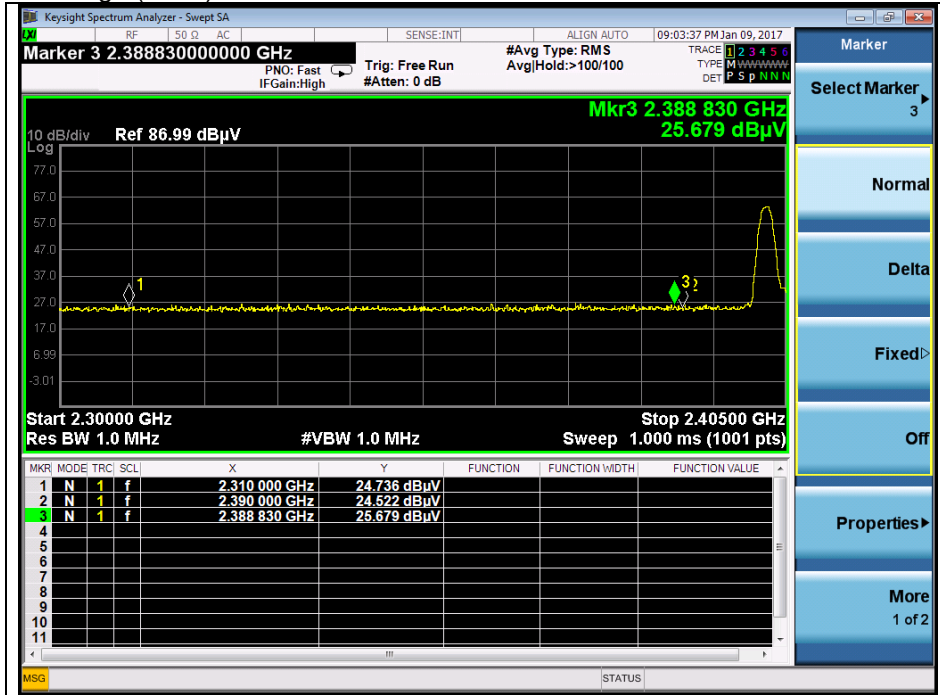 Keysight Spectrum Analyzer - Swept SA
LXI RF 50 Ω AC SENSE:INT ALIGN AUTO 09:03:37 PM Jan 09, 2017
Marker 3 2.388830000000 GHz
PNO: Fast
IFGain:High
Trig: Free Run
#Atten: 0 dB
#Avg Type: RMS
Avg|Hold:>100/100
TRACE 1 2 3 4 5 6
TYPE M W W W W W
DET P S p N N N
Mkr3 2.388 830 GHz
25.679 dBµV
10 dB/div Ref 86.99 dBµV
Log
77.0
67.0
57.0
47.0
37.0
27.0
17.0
6.99
-3.01
1
3 2
Start 2.30000 GHz Stop 2.40500 GHz
Res BW 1.0 MHz #VBW 1.0 MHz Sweep 1.000 ms (1001 pts)
MKR MODE TRC SCL X Y FUNCTION FUNCTION WIDTH FUNCTION VALUE
1 N 1 f 2.310 000 GHz 24.736 dBµV
2 N 1 f 2.390 000 GHz 24.522 dBµV
3 N 1 f 2.388 830 GHz 25.679 dBµV
4
5
6
7
8
9
10
11
MSG STATUS
Marker
Select Marker
3
Normal
Delta
Fixed
Off
Properties
More
1 of 2